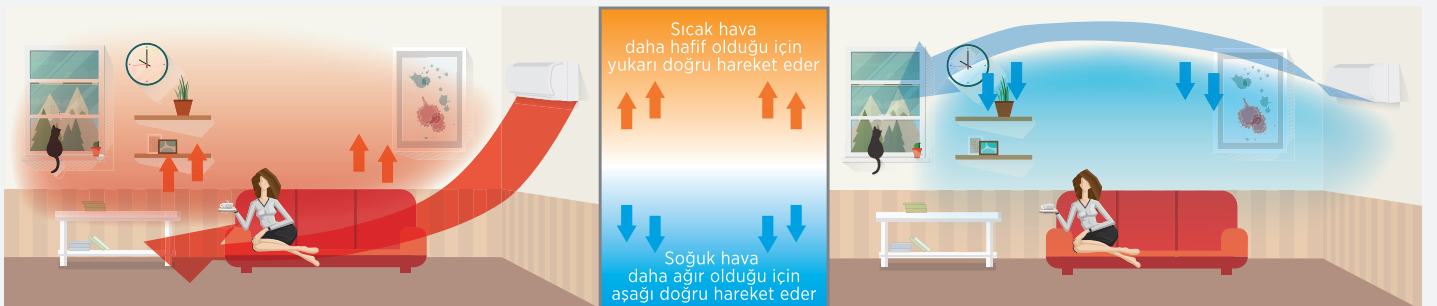 Sıcak hava
daha hafif olduğu için
yukarı doğru hareket eder
Soğuk hava
daha ağır olduğu için
aşağı doğru hareket eder